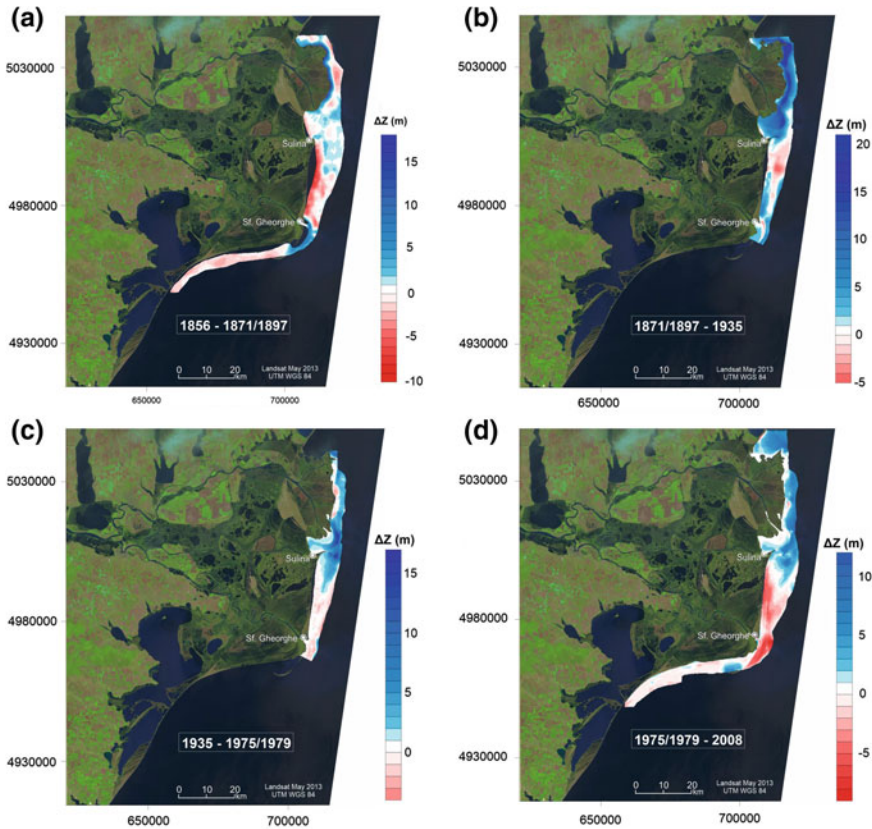 (a)
5030000
4980000
4930000
Sulina
Sf. Gheorghe
1856 - 1871/1897
0 10 20
km
Landsat May 2013
UTM WGS 84
650000 700000
ΔZ (m)
15
10
5
0
-5
-10
(b)
5030000
4980000
4930000
Sulina
Sf. Gheorghe
1871/1897 - 1935
0 10 20
km
Landsat May 2013
UTM WGS 84
650000 700000
ΔZ (m)
20
15
10
5
0
-5
(c)
5030000
4980000
4930000
Sulina
Sf. Gheorghe
1935 - 1975/1979
0 10 20
km
Landsat May 2013
UTM WGS 84
650000 700000
ΔZ (m)
15
10
5
0
(d)
5030000
4980000
4930000
Sulina
Sf. Gheorghe
1975/1979 - 2008
0 10 20
km
Landsat May 2013
UTM WGS 84
650000 700000
ΔZ (m)
10
5
0
-5